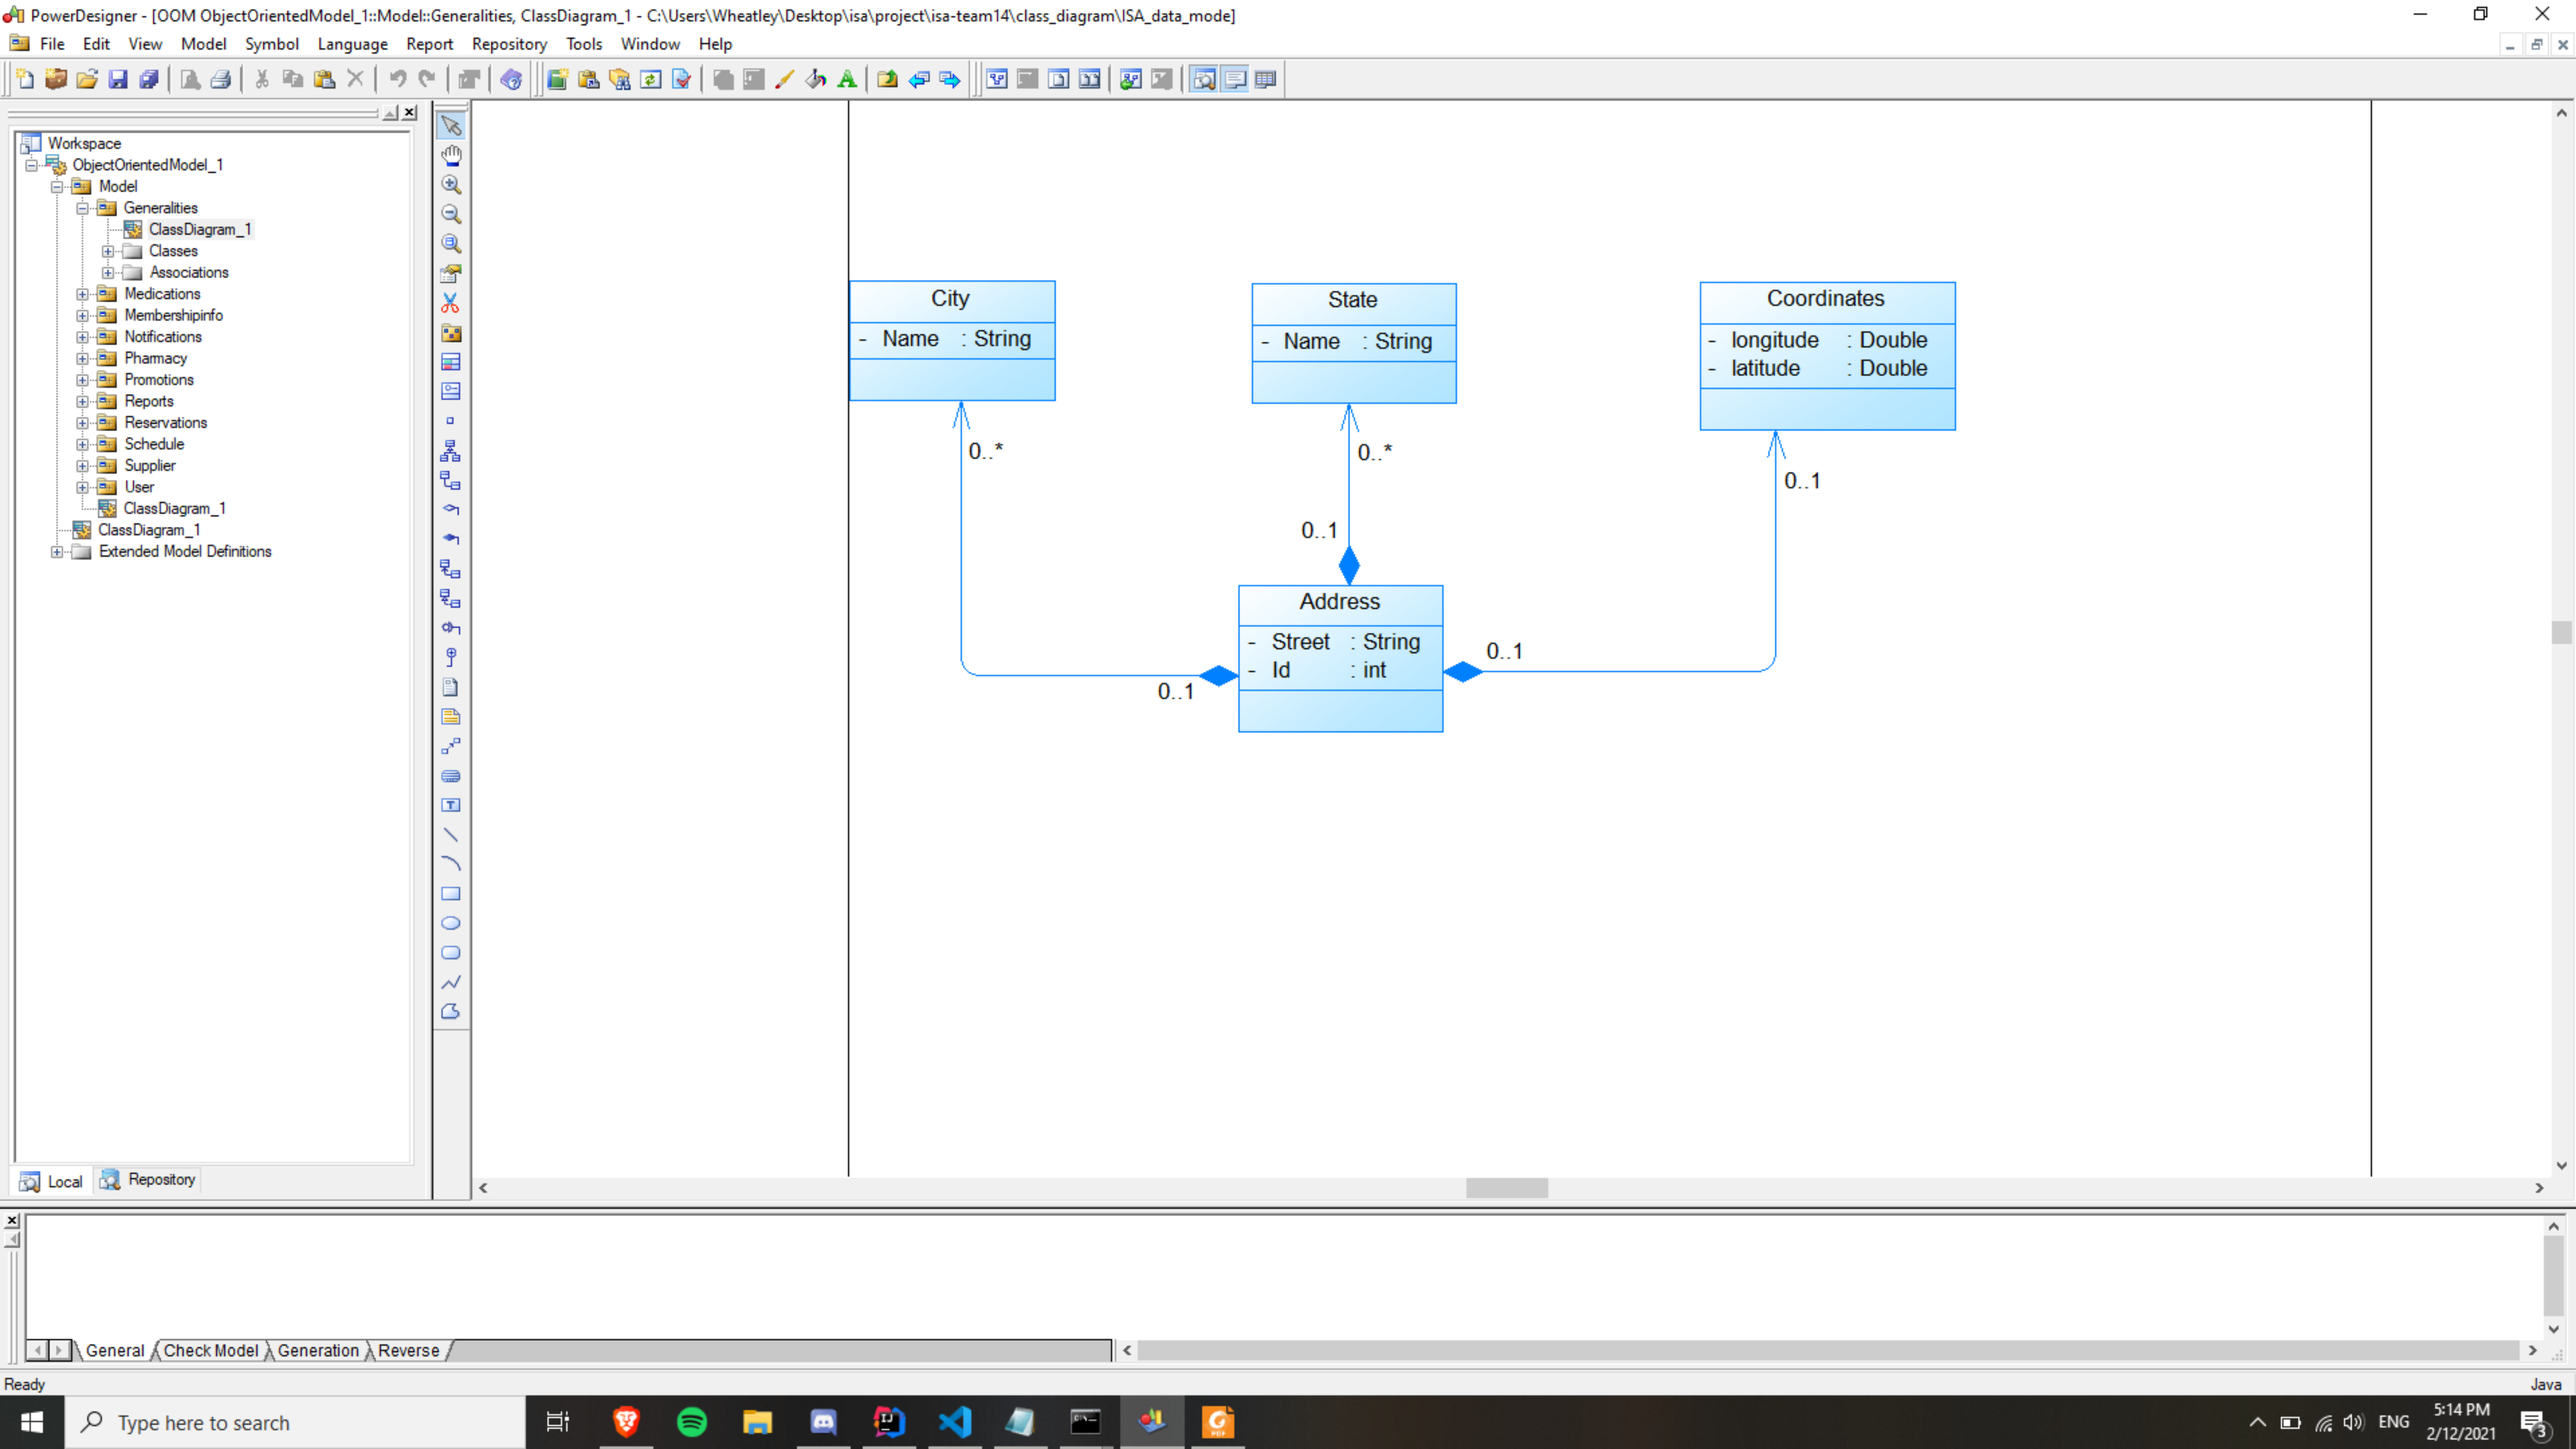 PowerDesigner - [OOM ObjectOrientedModel_1::Model::Generalities, ClassDiagram_1 - C:\Users\Wheatley\Desktop\isa\project\isa-team14\class_diagram\ISA_data_mode]
File Edit View Model Symbol Language Report Repository Tools Window Help
Workspace
ObjectOrientedModel_1
Model
Generalities
ClassDiagram_1
Classes
Associations
Medications
Membershipinfo
Notifications
Pharmacy
Promotions
Reports
Reservations
Schedule
Supplier
User
ClassDiagram_1
ClassDiagram_1
Extended Model Definitions
Local Repository
City
- Name : String
State
- Name : String
Coordinates
- longitude : Double
- latitude : Double
0..*
0..*
0..1
0..1
Address
- Street : String
- Id : int
0..1
0..1
General Check Model Generation Reverse
Ready
Java
Type here to search
ENG
5:14 PM
2/12/2021
3